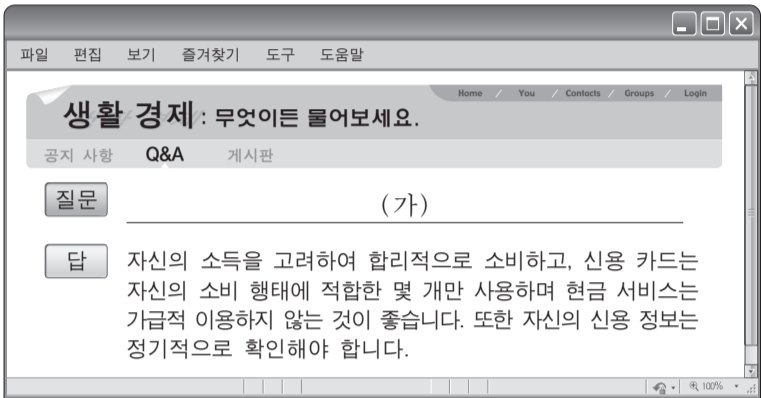 파일 편집 보기 즐겨찾기 도구 도움말
Home / You / Contacts / Groups / Login
생활 경제 : 무엇이든 물어보세요.
공지 사항 Q&A 게시판
질문 (가)
답 자신의 소득을 고려하여 합리적으로 소비하고, 신용 카드는
자신의 소비 행태에 적합한 몇 개만 사용하며 현금 서비스는
가급적 이용하지 않는 것이 좋습니다. 또한 자신의 신용 정보는
정기적으로 확인해야 합니다.
100%